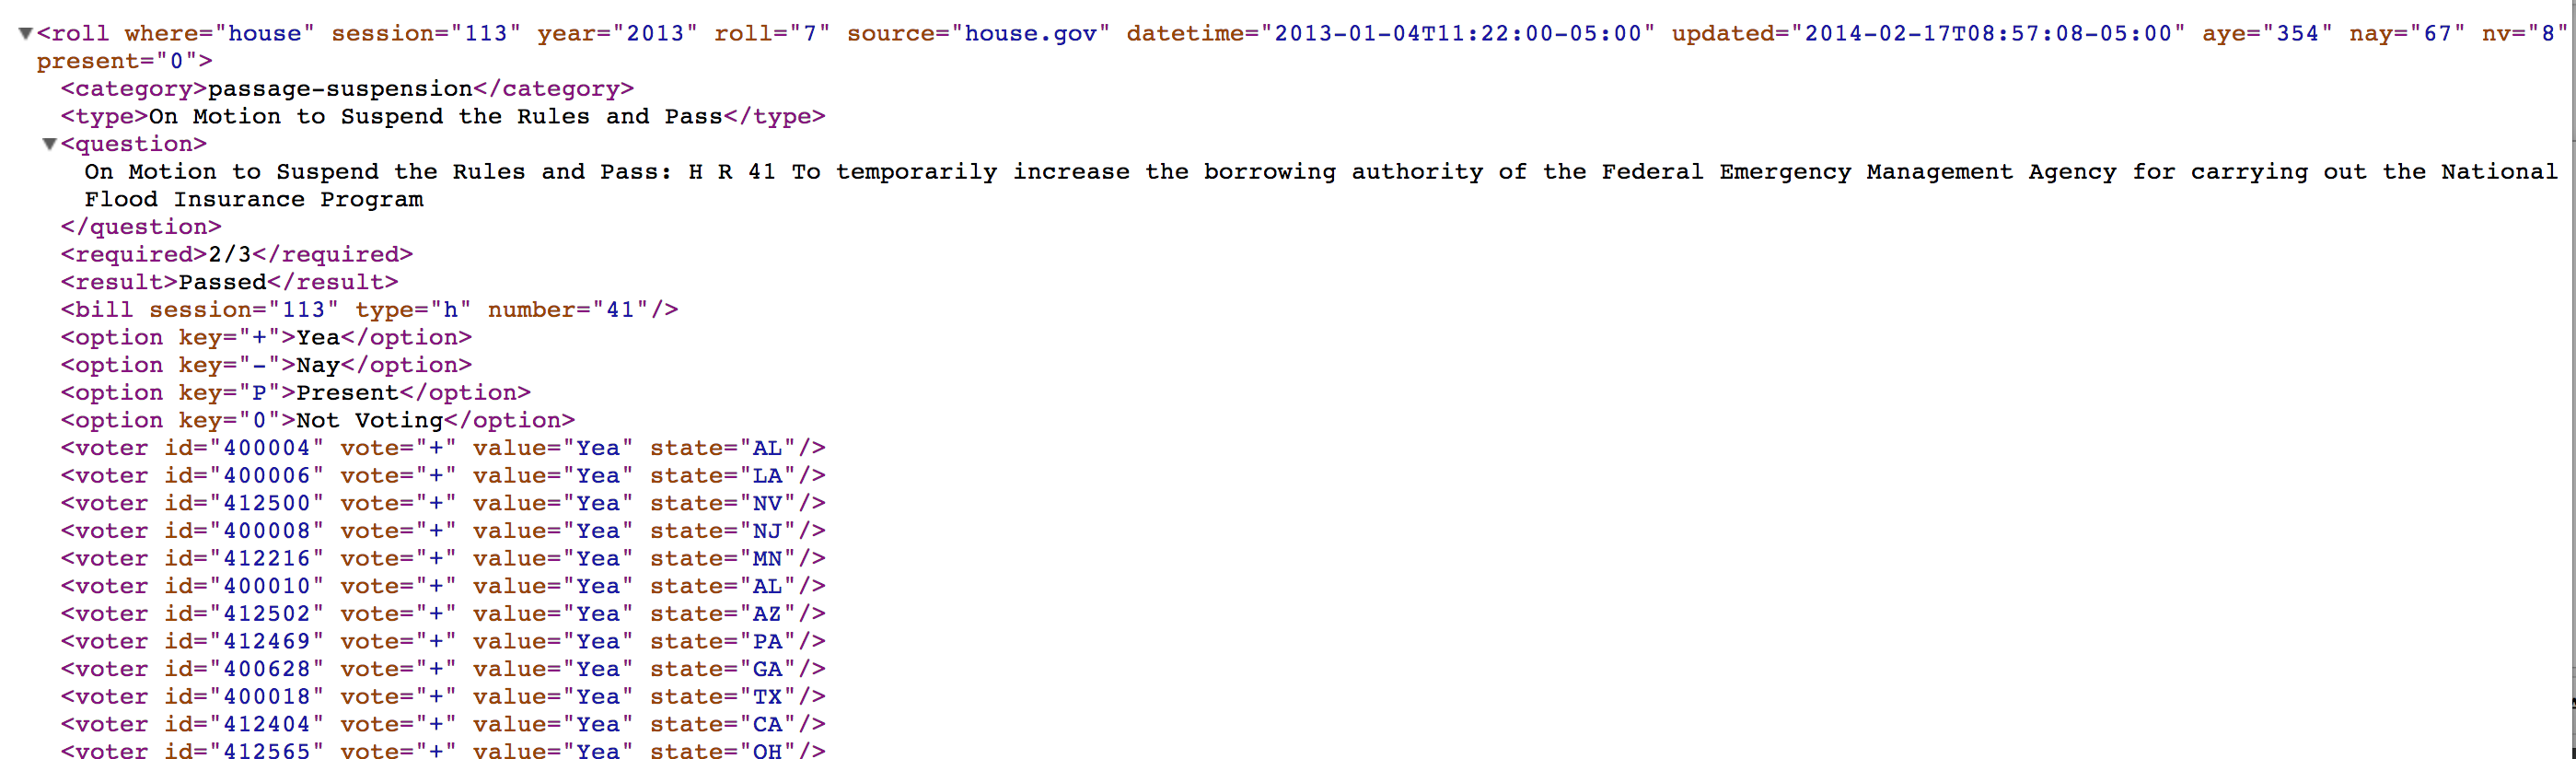 ▼<roll where="house" session="113" year="2013" roll="7" source="house.gov" datetime="2013-01-04T11:22:00-05:00" updated="2014-02-17T08:57:08-05:00" aye="354" nay="67" nv="8"
present="0">
<category>passage-suspension</category>
<type>On Motion to Suspend the Rules and Pass</type>
▼<question>
On Motion to Suspend the Rules and Pass: H R 41 To temporarily increase the borrowing authority of the Federal Emergency Management Agency for carrying out the National
Flood Insurance Program
</question>
<required>2/3</required>
<result>Passed</result>
<bill session="113" type="h" number="41"/>
<option key="+">Yea</option>
<option key="-">Nay</option>
<option key="P">Present</option>
<option key="0">Not Voting</option>
<voter id="400004" vote="+" value="Yea" state="AL"/>
<voter id="400006" vote="+" value="Yea" state="LA"/>
<voter id="412500" vote="+" value="Yea" state="NV"/>
<voter id="400008" vote="+" value="Yea" state="NJ"/>
<voter id="412216" vote="+" value="Yea" state="MN"/>
<voter id="400010" vote="+" value="Yea" state="AL"/>
<voter id="412502" vote="+" value="Yea" state="AZ"/>
<voter id="412469" vote="+" value="Yea" state="PA"/>
<voter id="400628" vote="+" value="Yea" state="GA"/>
<voter id="400018" vote="+" value="Yea" state="TX"/>
<voter id="412404" vote="+" value="Yea" state="CA"/>
<voter id="412565" vote="+" value="Yea" state="OH"/>